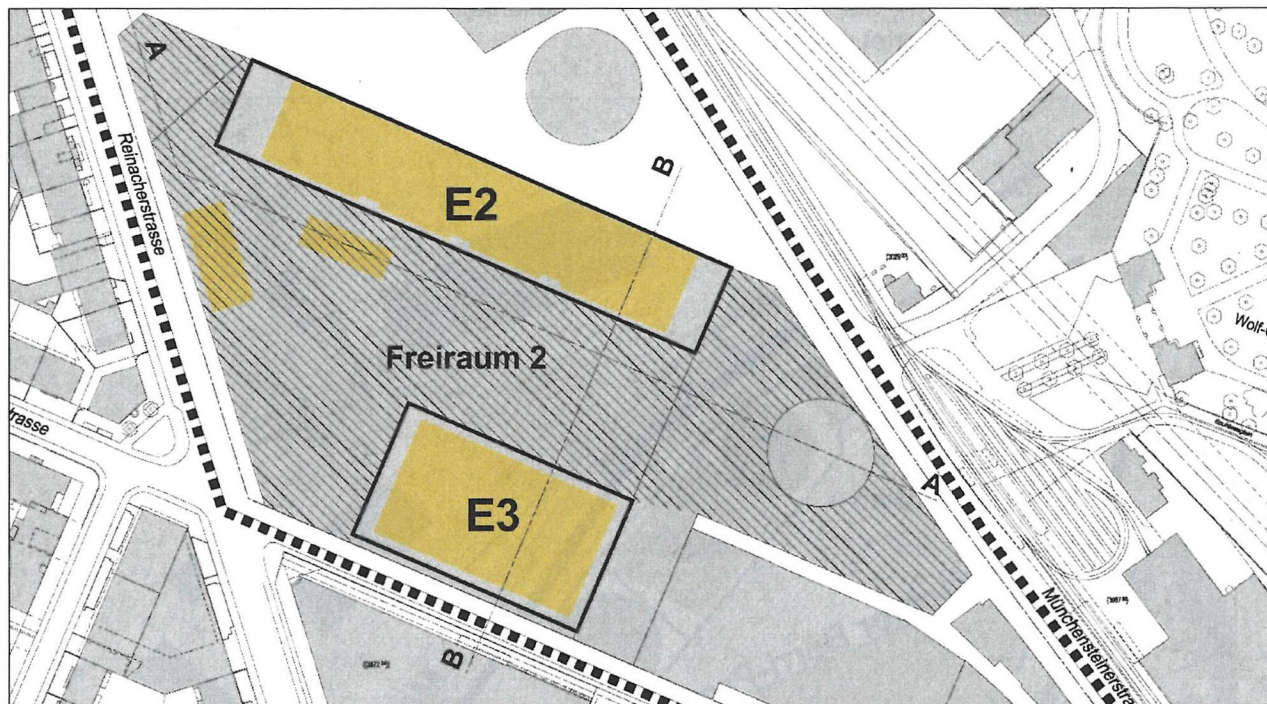 A
Reinacherstrasse
B
E2
Wolf-
Freiraum 2
trasse
E3
A
B
Münchensteinerstra